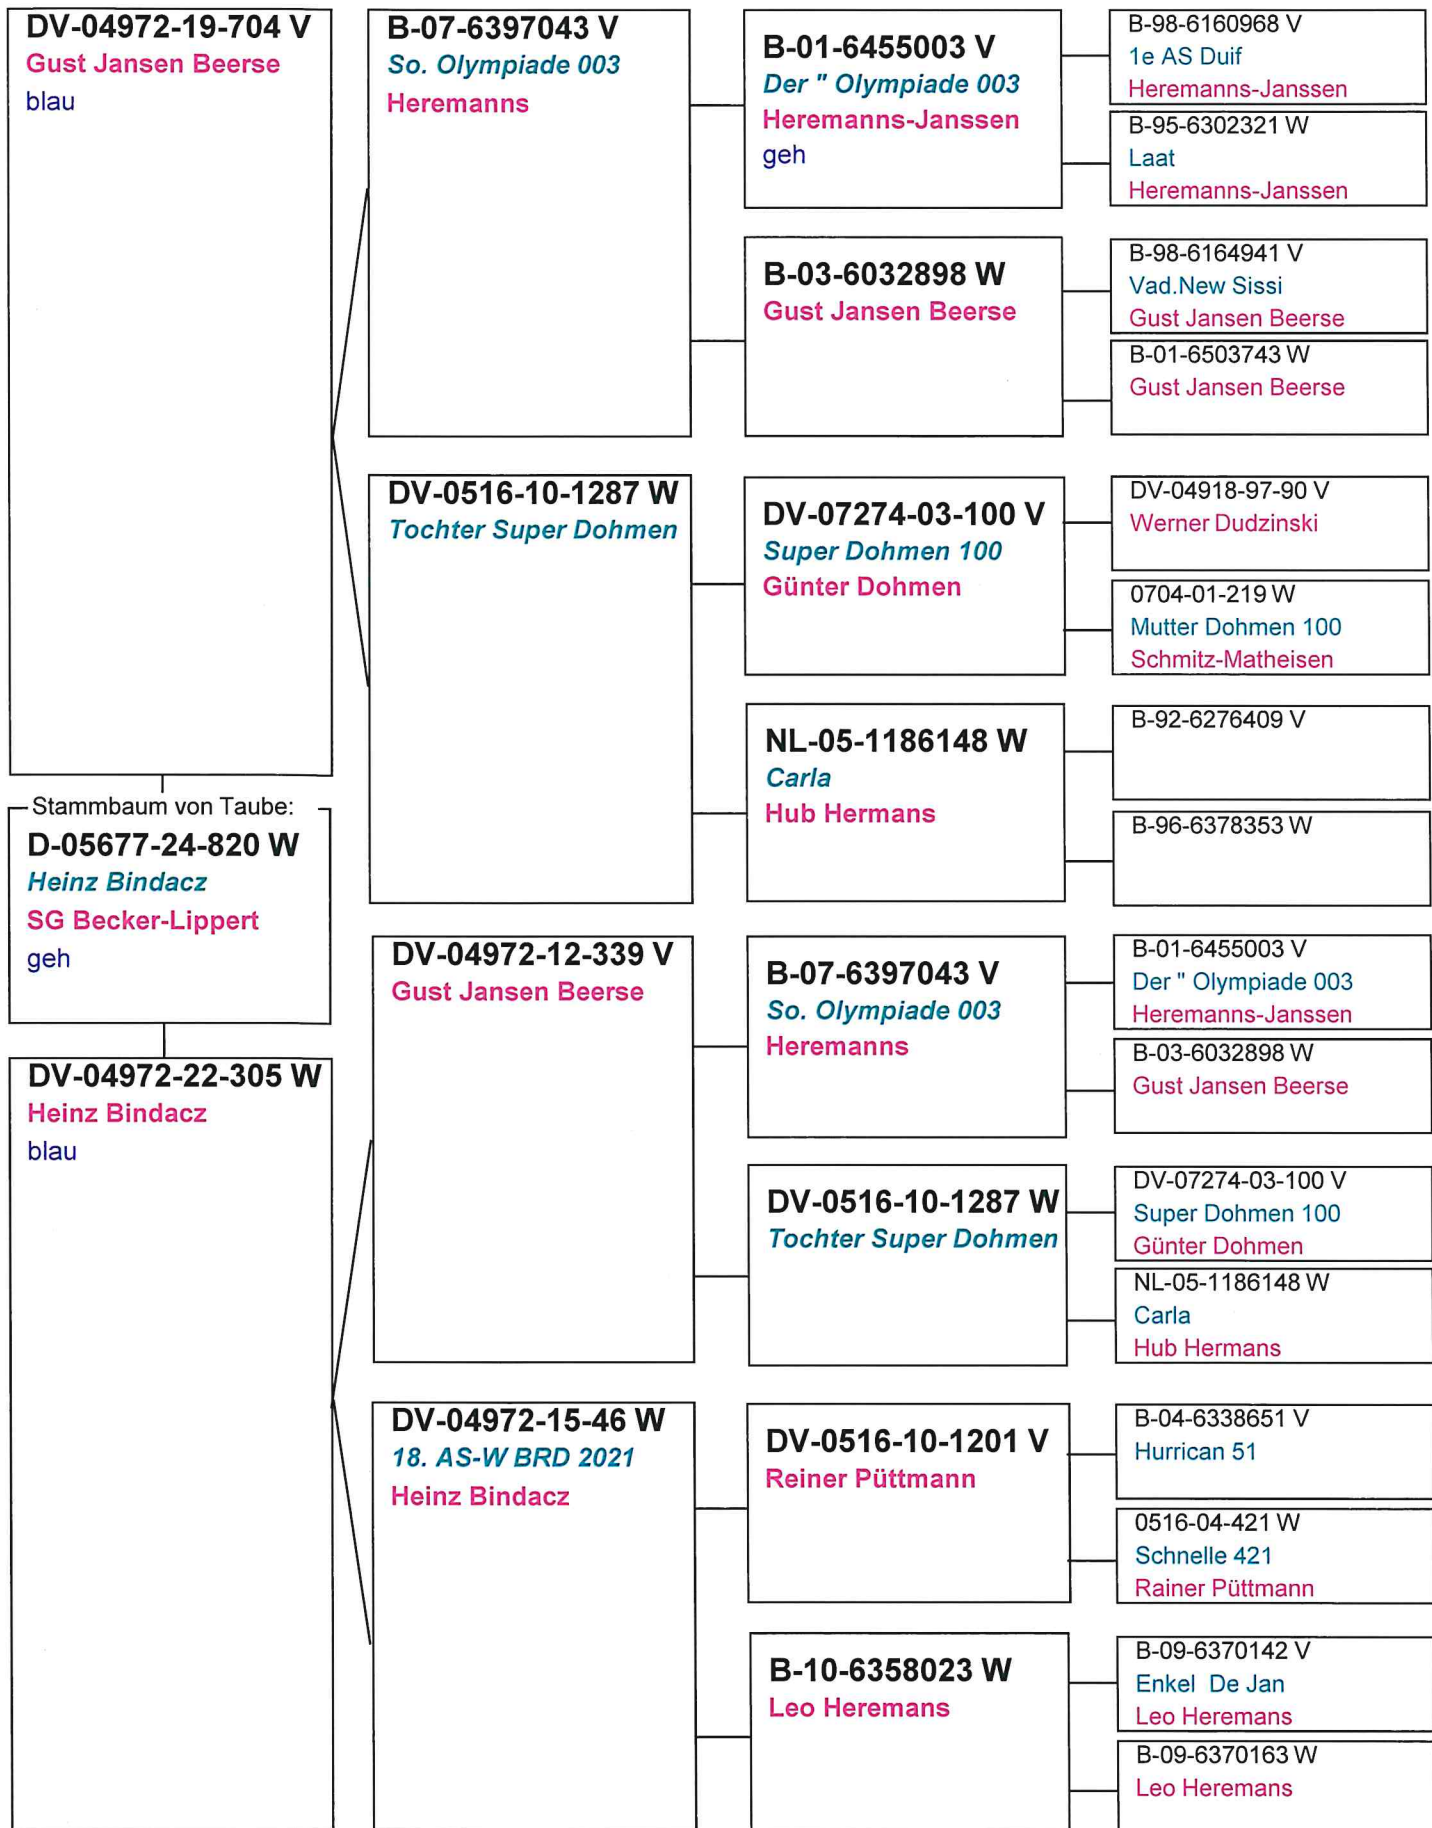 DV-04972-19-704 V
Gust Jansen Beerse
blau
Stammbaum von Taube:
D-05677-24-820 W
Heinz Bindacz
SG Becker-Lippert
geh
DV-04972-22-305 W
Heinz Bindacz
blau
B-07-6397043 V
So. Olympiade 003
Heremanns
DV-0516-10-1287 W
Tochter Super Dohmen
DV-04972-12-339 V
Gust Jansen Beerse
DV-04972-15-46 W
18. AS-W BRD 2021
Heinz Bindacz
B-01-6455003 V
Der " Olympiade 003
Heremanns-Janssen
geh
B-03-6032898 W
Gust Jansen Beerse
DV-07274-03-100 V
Super Dohmen 100
Günter Dohmen
NL-05-1186148 W
Carla
Hub Hermans
B-07-6397043 V
So. Olympiade 003
Heremanns
DV-0516-10-1287 W
Tochter Super Dohmen
DV-0516-10-1201 V
Reiner Püttmann
B-10-6358023 W
Leo Heremans
B-98-6160968 V
1e AS Duif
Heremanns-Janssen
B-95-6302321 W
Laat
Heremanns-Janssen
B-98-6164941 V
Vad.New Sissi
Gust Jansen Beerse
B-01-6503743 W
Gust Jansen Beerse
DV-04918-97-90 V
Werner Dudzinski
0704-01-219 W
Mutter Dohmen 100
Schmitz-Matheisen
B-92-6276409 V
B-96-6378353 W
B-01-6455003 V
Der " Olympiade 003
Heremanns-Janssen
B-03-6032898 W
Gust Jansen Beerse
DV-07274-03-100 V
Super Dohmen 100
Günter Dohmen
NL-05-1186148 W
Carla
Hub Hermans
B-04-6338651 V
Hurrican 51
0516-04-421 W
Schnelle 421
Rainer Püttmann
B-09-6370142 V
Enkel  De Jan
Leo Heremans
B-09-6370163 W
Leo Heremans